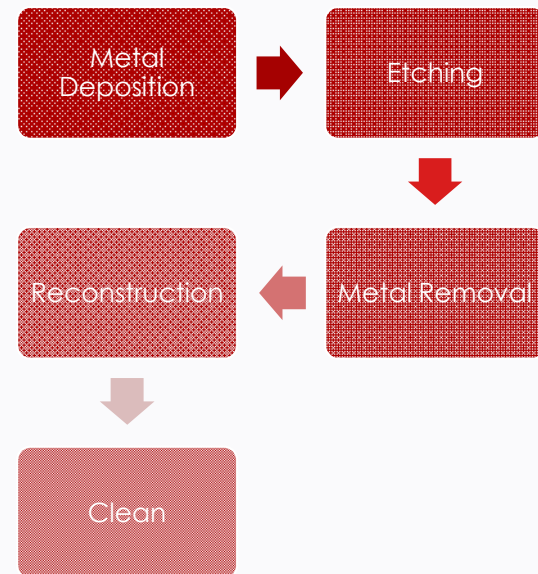 Metal
Deposition
Etching
Metal Removal
Reconstruction
Clean